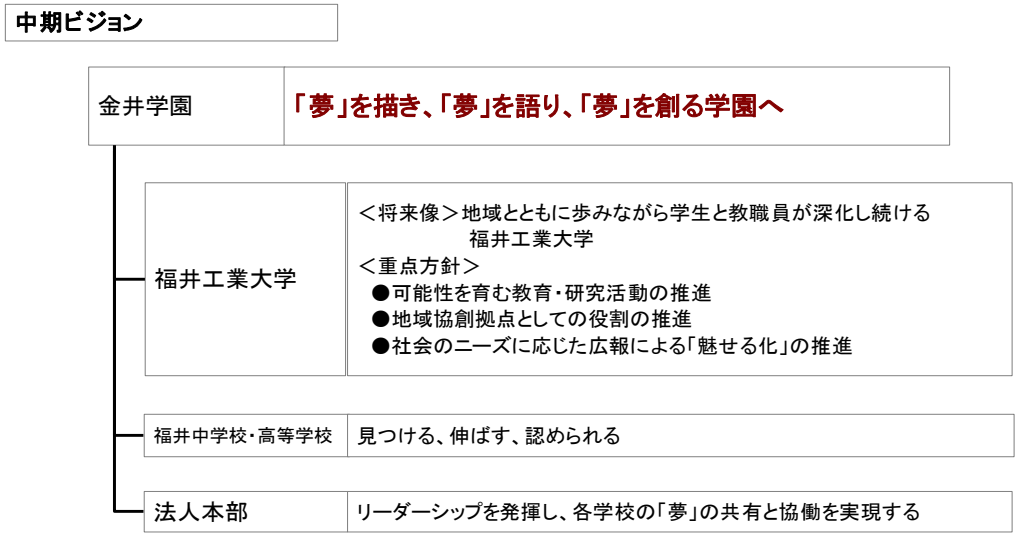 中期ビジョン
金井学園
「夢」を描き、「夢」を語り、「夢」を創る学園へ
福井工業大学
＜将来像＞地域とともに歩みながら学生と教職員が深化し続ける
福井工業大学
＜重点方針＞
●可能性を育む教育・研究活動の推進
●地域協創拠点としての役割の推進
●社会のニーズに応じた広報による「魅せる化」の推進
福井中学校・高等学校
見つける、伸ばす、認められる
法人本部
リーダーシップを発揮し、各学校の「夢」の共有と協働を実現する